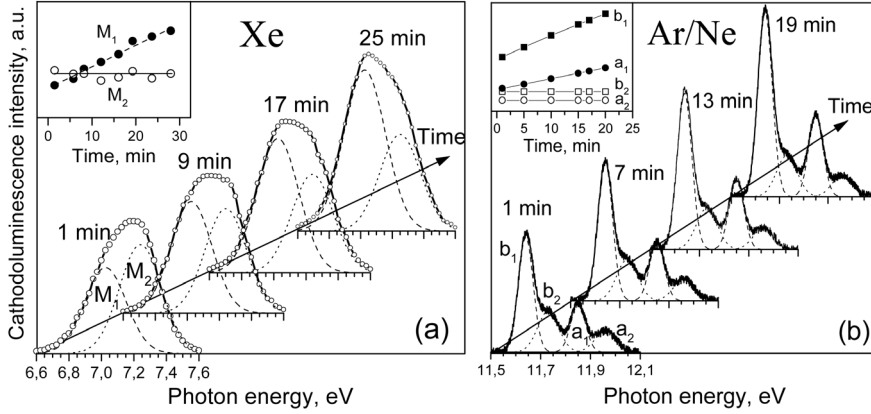 Cathodoluminescence intensity, a.u.
Xe
M1
M2
0 10 20 30
Time, min
1 min
9 min
17 min
25 min
Time
M1
M2
(a)
6,6 6,8 7,0 7,2 7,4 7,6
Photon energy, eV
Ar/Ne
b1
a1
b2
a2
0 5 10 15 20 25
Time, min
1 min
7 min
13 min
19 min
Time
b1
b2
a1
a2
(b)
11,5 11,7 11,9 12,1
Photon energy, eV